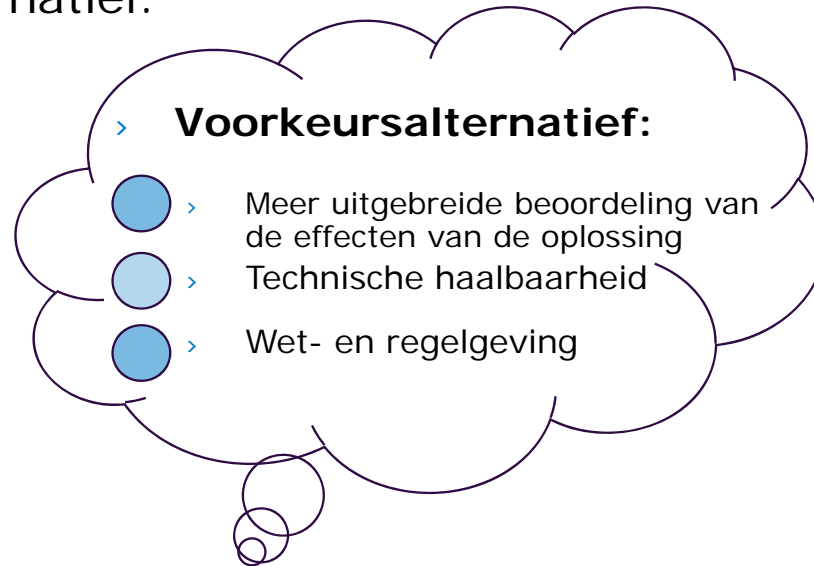 natief.
› Voorkeursalternatief:
› Meer uitgebreide beoordeling van
de effecten van de oplossing
› Technische haalbaarheid
› Wet- en regelgeving